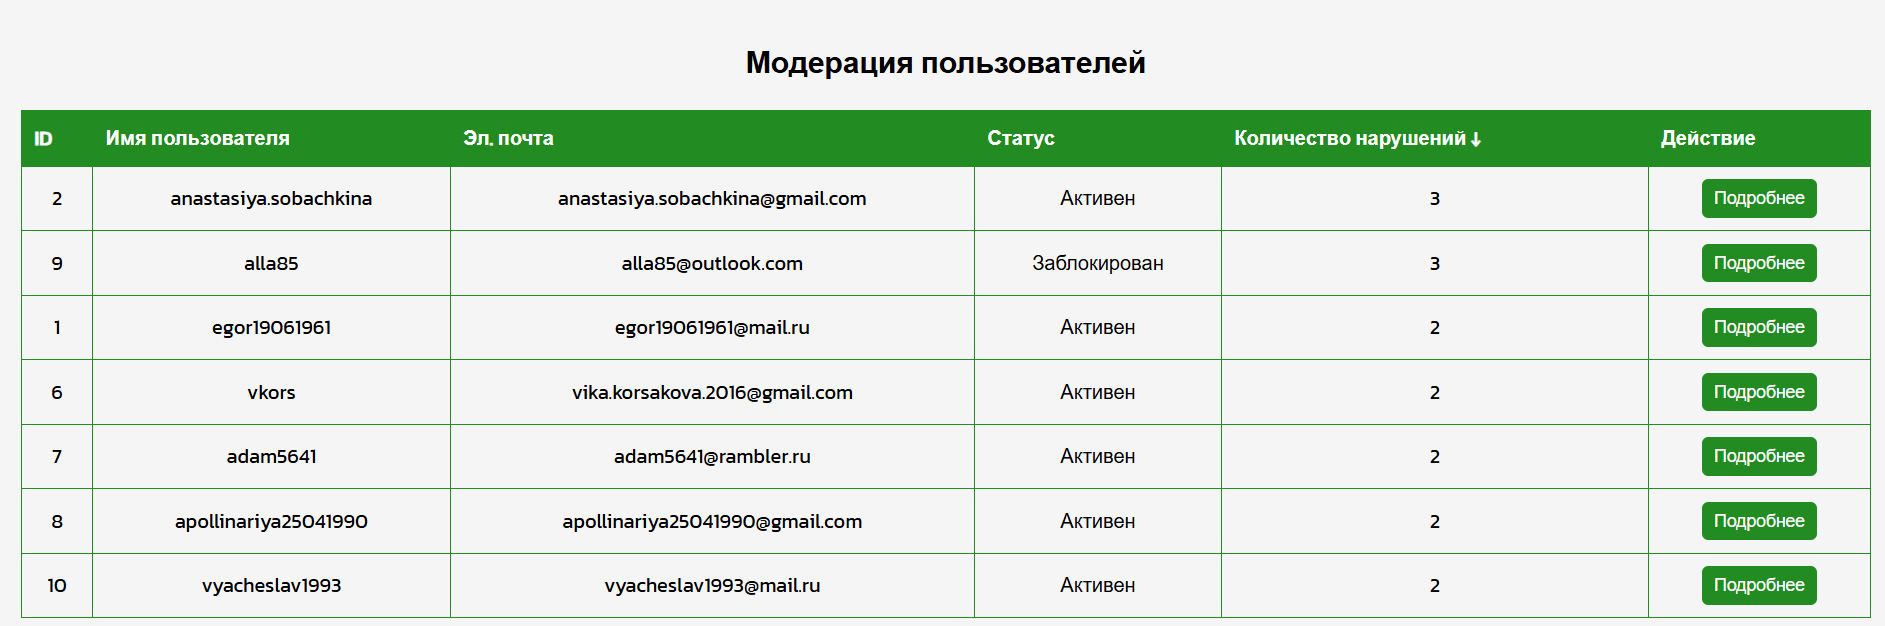 Модерация пользователей
ID Имя пользователя Эл. почта Статус Количество нарушений↓ Действие
2 anastasiya.sobachkina anastasiya.sobachkina@gmail.com Активен 3 Подробнее
9 alla85 alla85@outlook.com Заблокирован 3 Подробнее
1 egor19061961 egor19061961@mail.ru Активен 2 Подробнее
6 vkors vika.korsakova.2016@gmail.com Активен 2 Подробнее
7 adam5641 adam5641@rambler.ru Активен 2 Подробнее
8 apollinariya25041990 apollinariya25041990@gmail.com Активен 2 Подробнее
10 vyacheslav1993 vyacheslav1993@mail.ru Активен 2 Подробнее